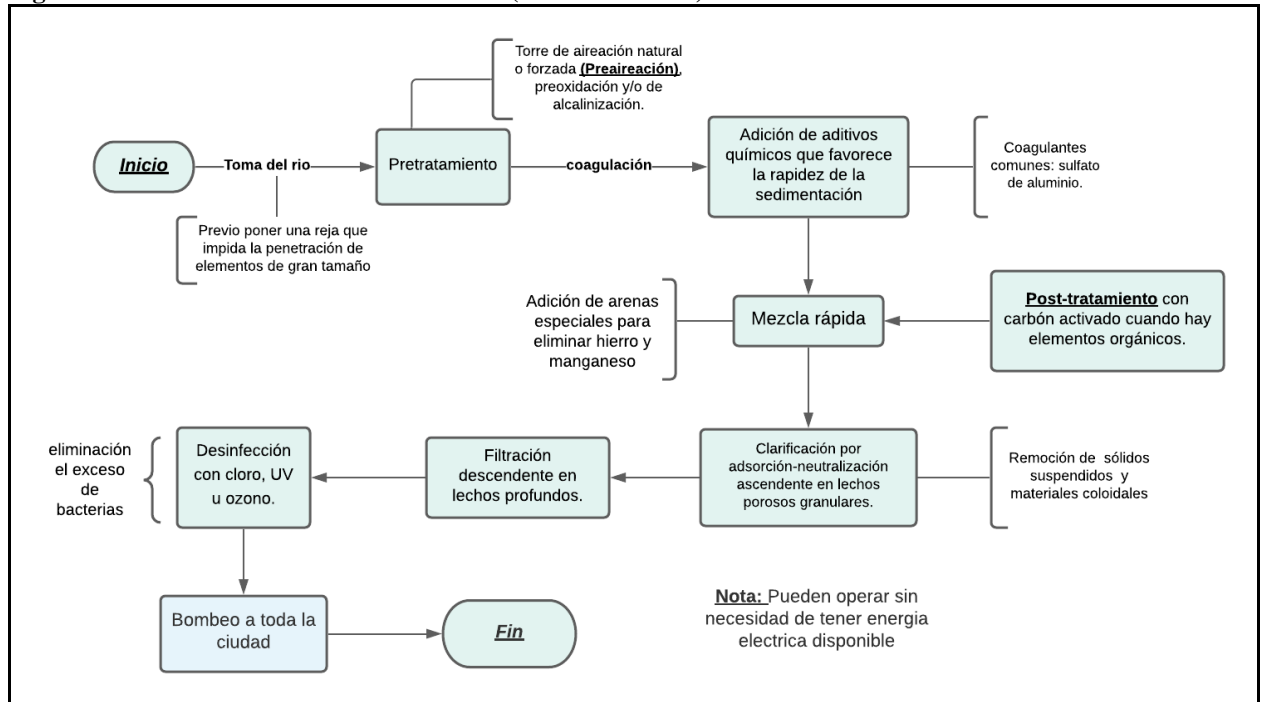 Torre de aireación natural
o forzada (Preaireación),
preoxidación y/o de
alcalinización.
Inicio
Toma del rio
Pretratamiento
coagulación
Adición de aditivos
químicos que favorece
la rapidez de la
sedimentación
Coagulantes
comunes: sulfato
de aluminio.
Previo poner una reja que
impida la penetración de
elementos de gran tamaño
Adición de arenas
especiales para
eliminar hierro y
manganeso
Mezcla rápida
Post-tratamiento con
carbón activado cuando hay
elementos orgánicos.
eliminación
el exceso
de
bacterias
Desinfección
con cloro, UV
u ozono.
Filtración
descendente en
lechos profundos.
Clarificación por
adsorción-neutralización
ascendente en lechos
porosos granulares.
Remoción de sólidos
suspendidos y
materiales coloidales
Bombeo a toda la
ciudad
Fin
Nota: Pueden operar sin
necesidad de tener energia
electrica disponible